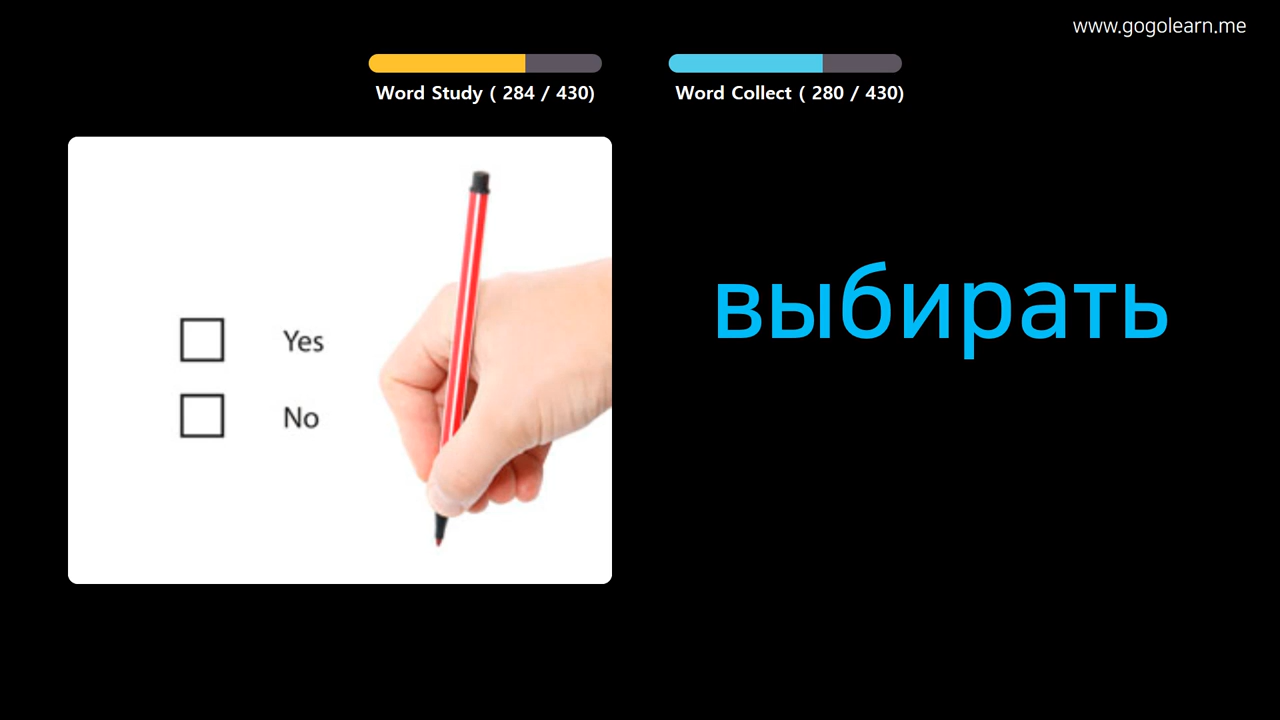 www.gogolearn.me
Word Study ( 284 / 430)
Word Collect ( 280 / 430)
Yes
No
выбирать